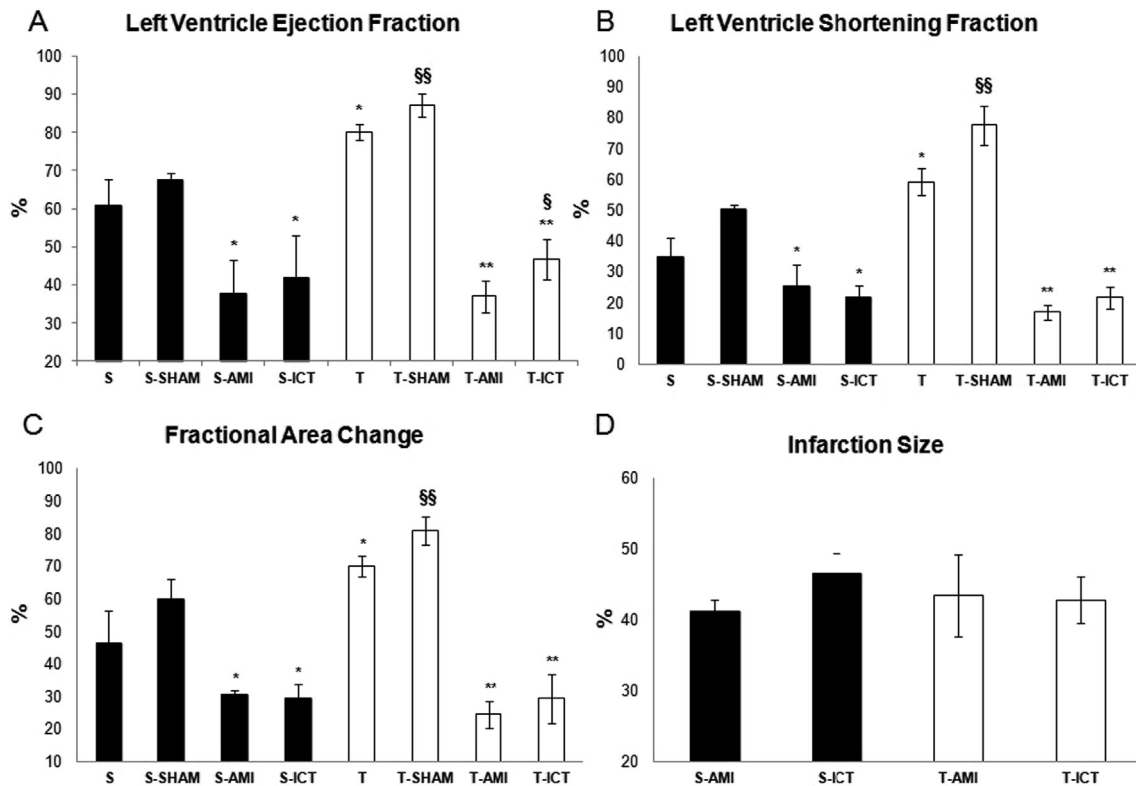 A
Left Ventricle Ejection Fraction
100
90
80
70
60
50
40
30
20
%
*
*
*
§§
**
§
**
S
S-SHAM
S-AMI
S-ICT
T
T-SHAM
T-AMI
T-ICT
B
Left Ventricle Shortening Fraction
100
90
80
70
60
50
40
30
20
10
0
%
*
*
*
§§
**
**
S
S-SHAM
S-AMI
S-ICT
T
T-SHAM
T-AMI
T-ICT
C
Fractional Area Change
100
90
80
70
60
50
40
30
20
10
%
*
*
*
§§
**
**
S
S-SHAM
S-AMI
S-ICT
T
T-SHAM
T-AMI
T-ICT
D
Infarction Size
60
50
40
30
20
%
S-AMI
S-ICT
T-AMI
T-ICT